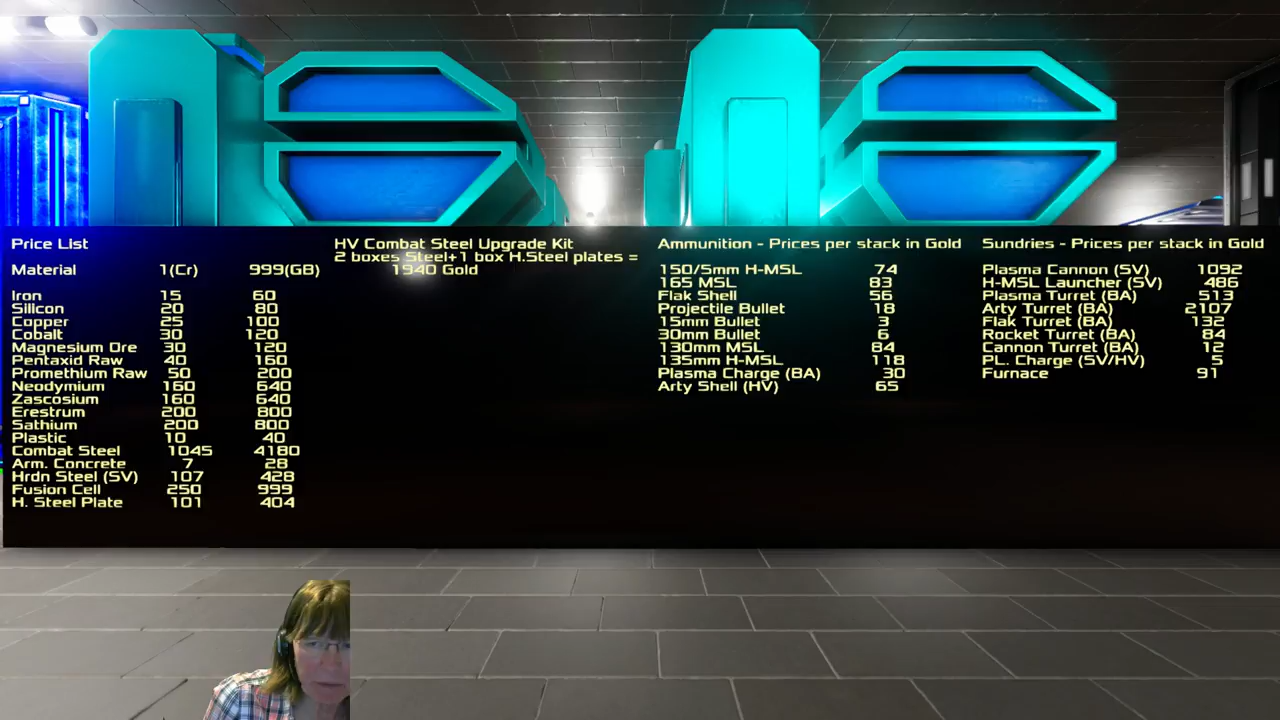 Price List
Material 1(Cr) 999(GB)
Iron 15 60
Silicon 20 80
Copper 25 100
Cobalt 30 120
Magnesium Ore 30 120
Pentaxid Raw 40 160
Promethium Raw 50 200
Neodymium 160 640
Zascosium 160 640
Erestrum 200 800
Sathium 200 800
Plastic 10 40
Combat Steel 1045 4180
Arm. Concrete 7 28
Hrdn Steel (SV) 107 428
Fusion Cell 250 999
H. Steel Plate 101 404
HV Combat Steel Upgrade Kit
2 boxes Steel+1 box H.Steel plates =
1940 Gold
Ammunition - Prices per stack in Gold
150/5mm H-MSL 74
165 MSL 83
Flak Shell 56
Projectile Bullet 18
15mm Bullet 3
30mm Bullet 6
130mm MSL 84
135mm H-MSL 118
Plasma Charge (BA) 30
Arty Shell (HV) 65
Sundries - Prices per stack in Gold
Plasma Cannon (SV) 1092
H-MSL Launcher (SV) 486
Plasma Turret (BA) 513
Arty Turret (BA) 2107
Flak Turret (BA) 132
Rocket Turret (BA) 84
Cannon Turret (BA) 12
PL. Charge (SV/HV) 5
Furnace 91